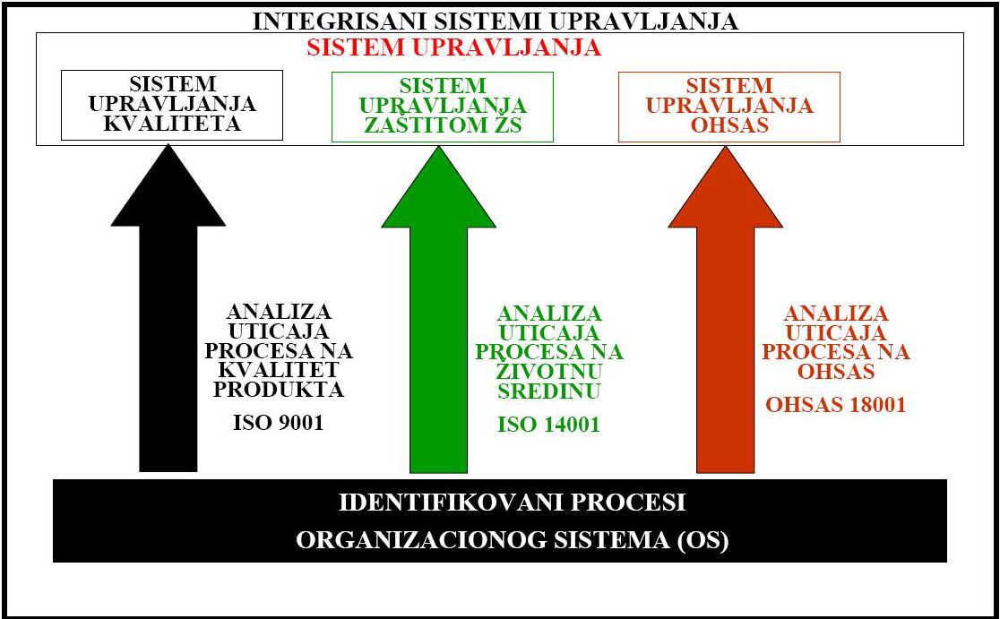 INTEGRISANI SISTEMI UPRAVLJANJA
SISTEM UPRAVLJANJA
SISTEM
UPRAVLJANJA
KVALITETA
SISTEM
UPRAVLJANJA
ZAŠTITOM ŽS
SISTEM
UPRAVLJANJA
OHSAS
ANALIZA
UTICAJA
PROCESA NA
KVALITET
PRODUKTA
ISO 9001
ANALIZA
UTICAJA
PROCESA NA
ŽIVOTNU
SREDINU
ISO 14001
ANALIZA
UTICAJA
PROCESA NA
OHSAS
OHSAS 18001
IDENTIFIKOVANI PROCESI
ORGANIZACIONOG SISTEMA (OS)